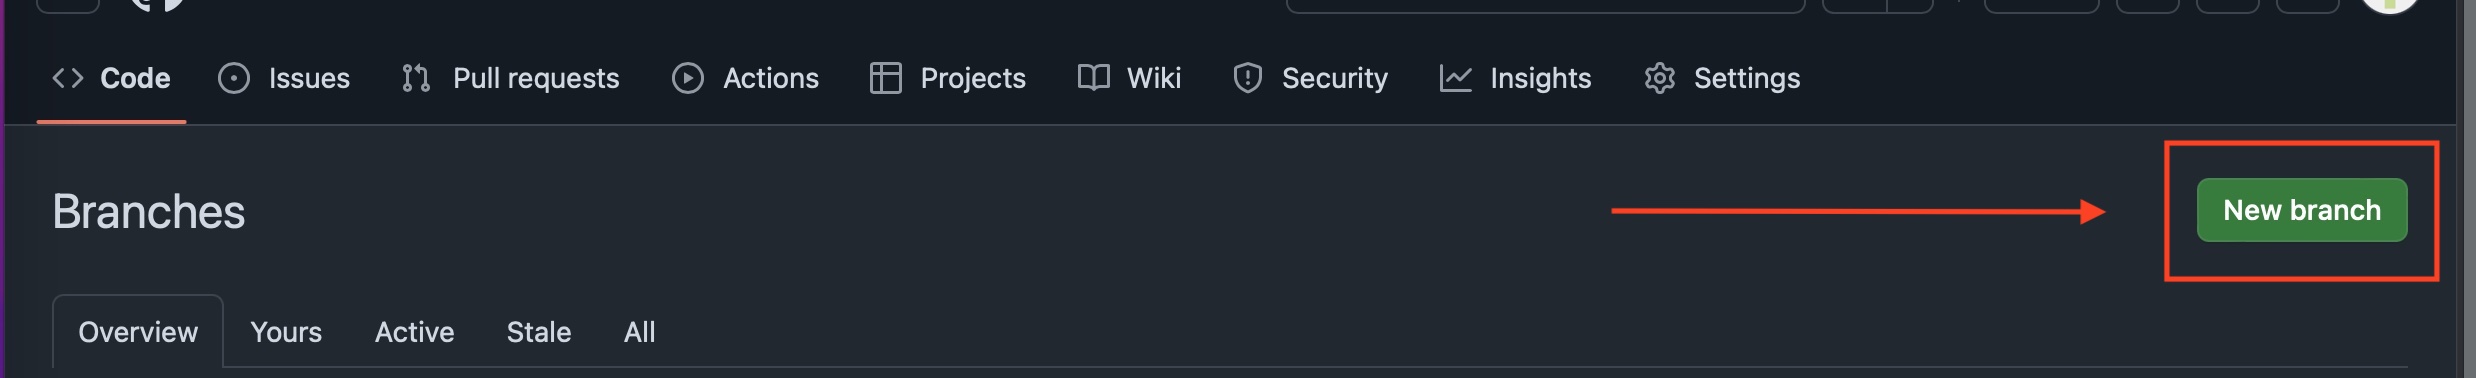 Code Issues Pull requests Actions Projects Wiki Security Insights Settings
Branches
New branch
Overview Yours Active Stale All